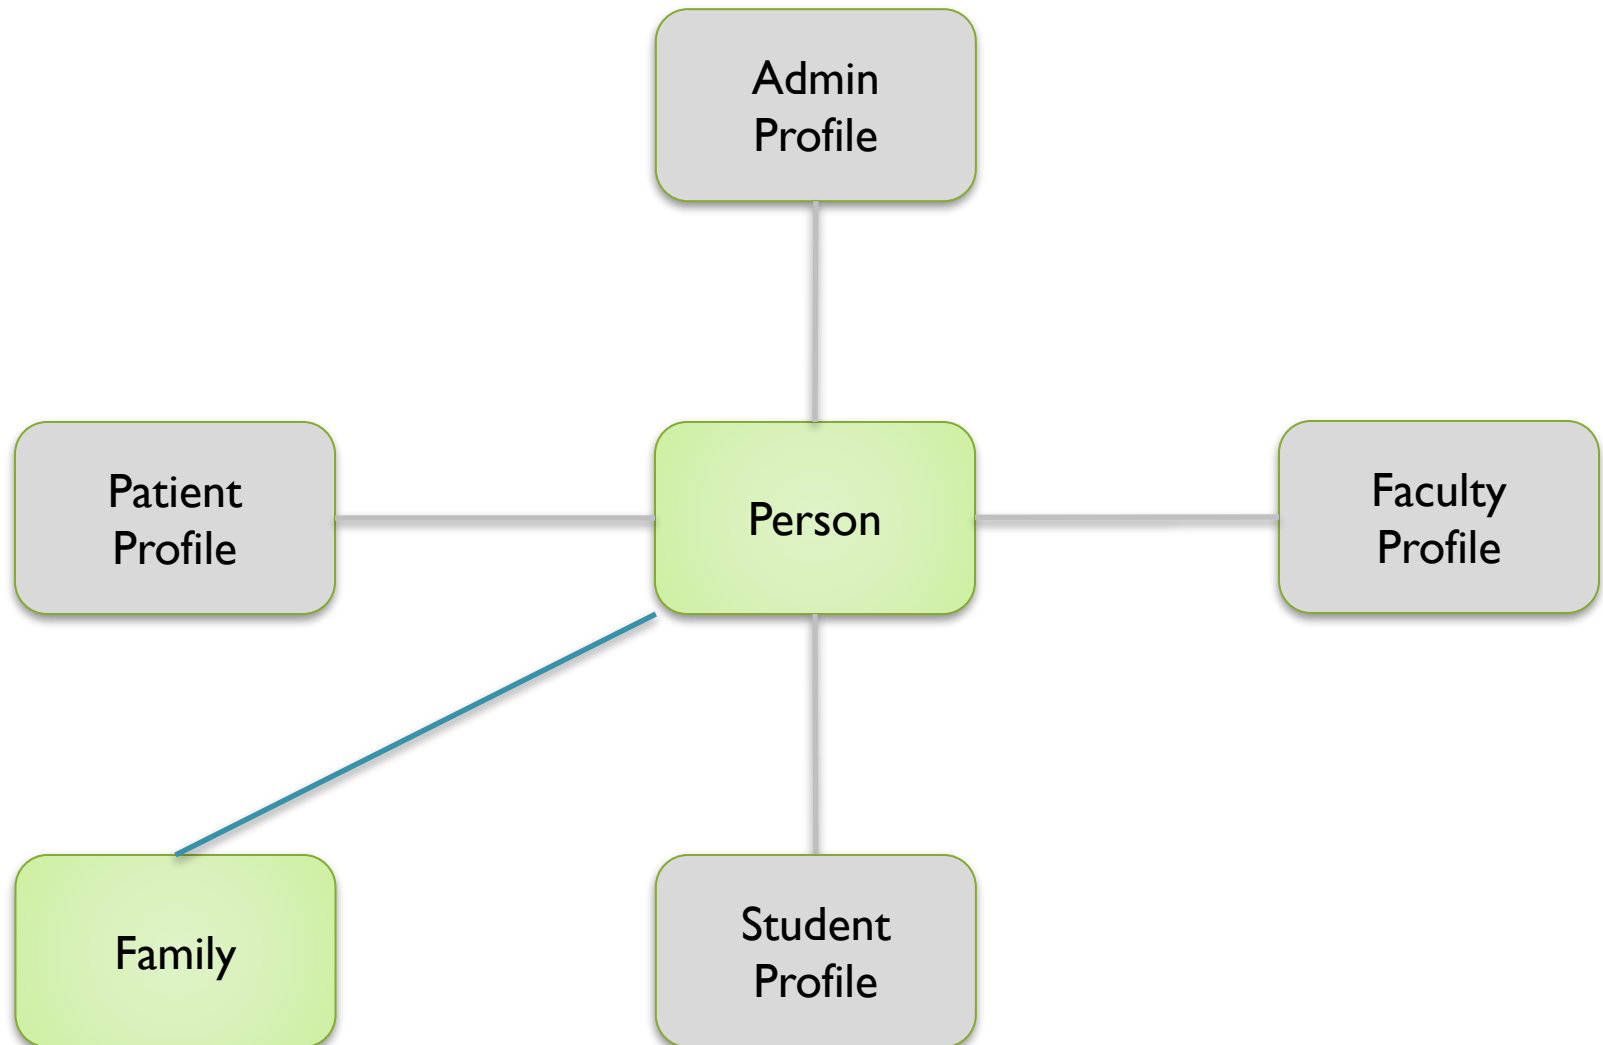 Admin
Profile
Patient
Profile
Person
Faculty
Profile
Family
Student
Profile